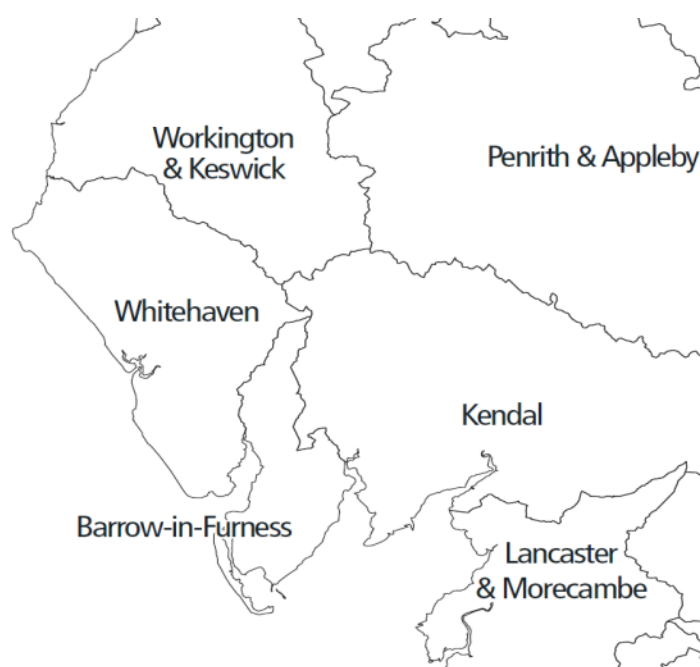 Workington
& Keswick
Penrith & Appleby
Whitehaven
Kendal
Barrow-in-Furness
Lancaster
& Morecambe